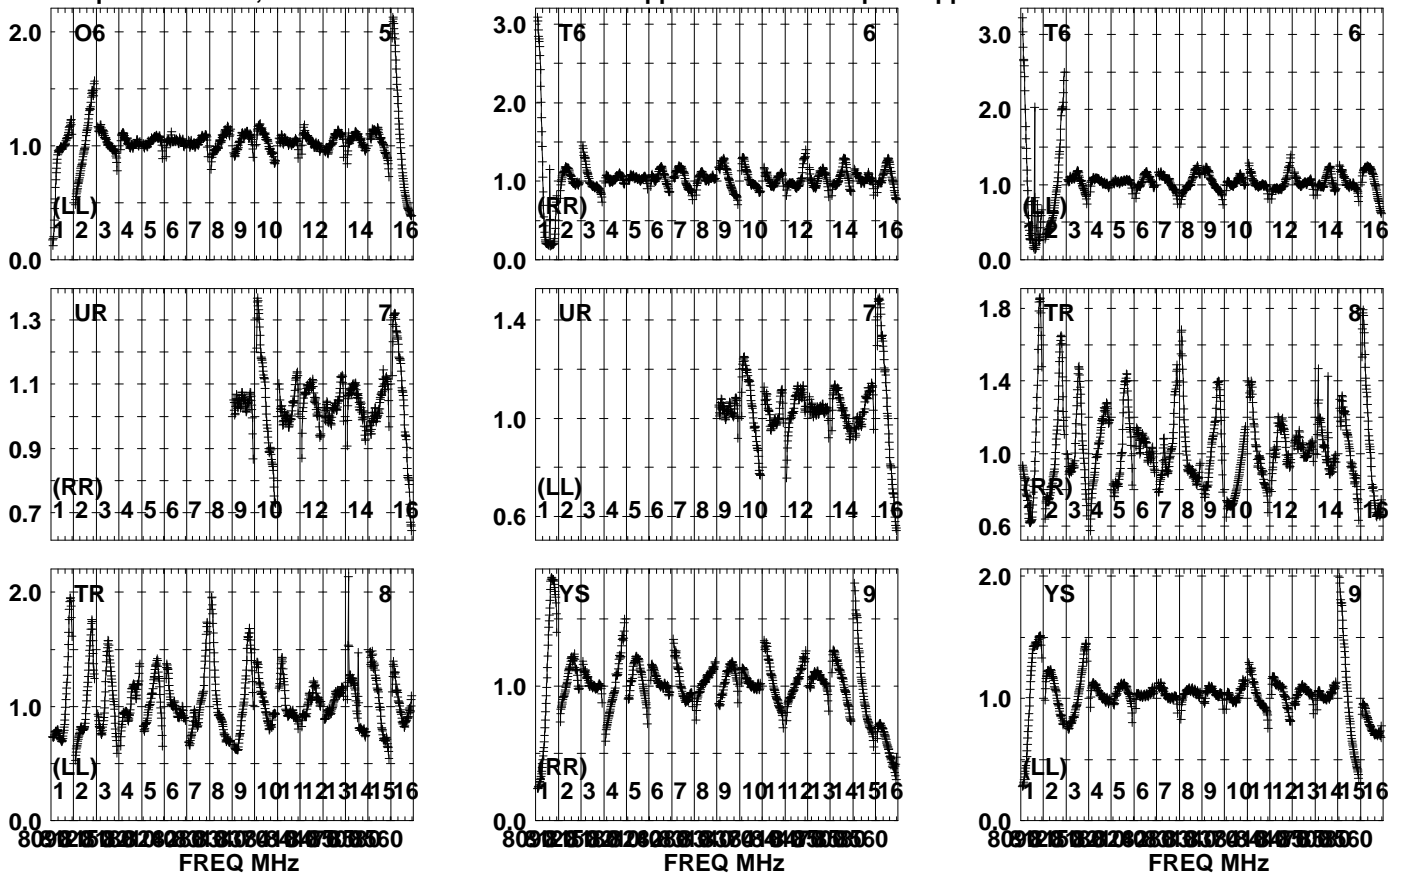 2.0 O6 5
1.0
(LL)
1 2 3 4 5 6 7 8 9 10 12 14 16
0.0
3.0 T6 6
2.0
1.0
(RR)
1 2 3 4 5 6 7 8 9 10 12 14 16
0.0
3.0 T6 6
2.0
1.0
(LL)
1 2 3 4 5 6 7 8 9 10 12 14 16
0.0
UR 7
1.3
1.1
0.9
(RR)
0.7 1 2 3 4 5 6 7 8 9 10 12 14 16
UR 7
1.4
1.0
(LL)
0.6 1 2 3 4 5 6 7 8 9 10 12 14 16
TR 8
1.8
1.4
1.0
(RR)
0.6 1 2 3 4 5 6 7 8 9 10 12 14 16
2.0 TR 8
1.0
(LL)
1 2 3 4 5 6 7 8 9 10 11 12 13 14 15 16
0.0
FREQ MHz
YS 9
1.0
(RR)
1 2 3 4 5 6 7 8 9 10 11 12 13 14 15 16
0.0
FREQ MHz
2.0 YS 9
1.0
(LL)
1 2 3 4 5 6 7 8 9 10 11 12 13 14 15 16
0.0
FREQ MHz